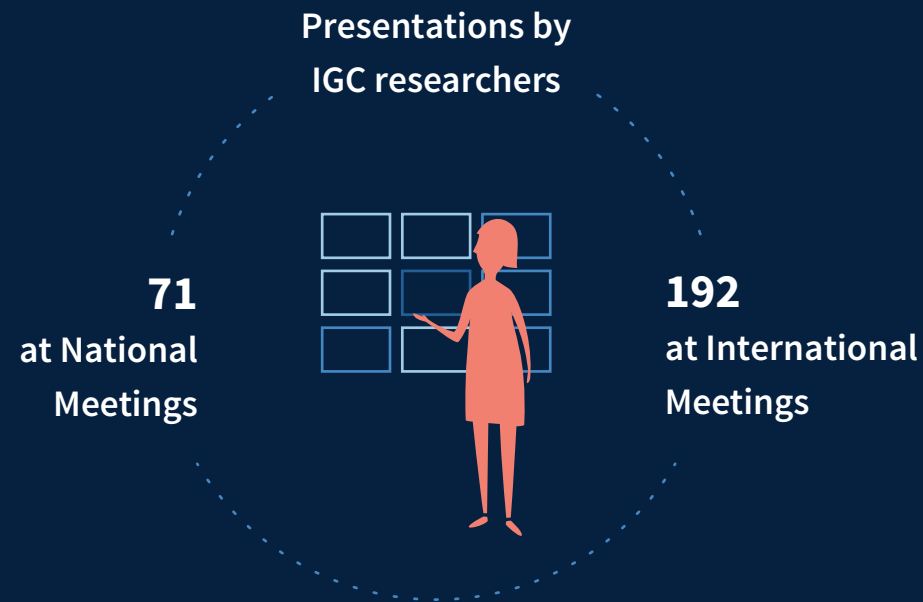 Presentations by
IGC researchers
71
at National
Meetings
192
at International
Meetings